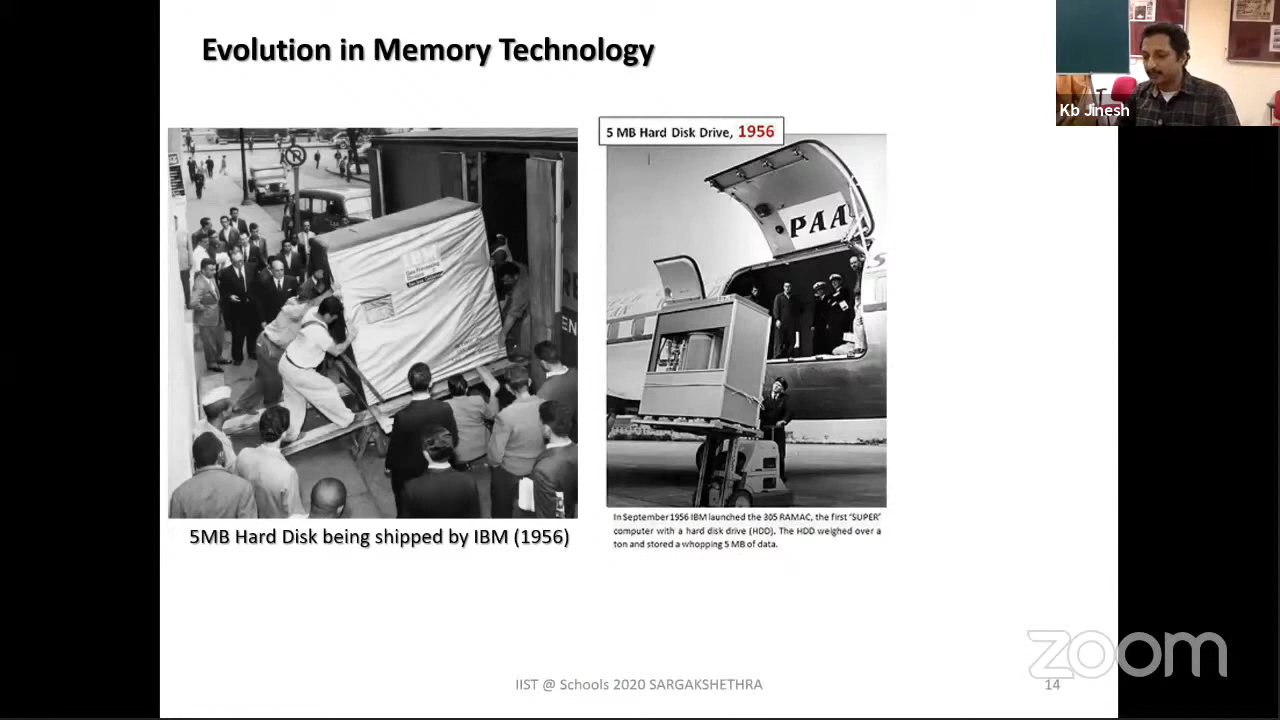 Evolution in Memory Technology
Kb Jinesh
5 MB Hard Disk Drive, 1956
PAA
IBM
5MB Hard Disk being shipped by IBM (1956)
In September 1956 IBM launched the 305 RAMAC, the first 'SUPER'
computer with a hard disk drive (HDD). The HDD weighed over a
ton and stored a whopping 5 MB of data.
zoom
IIST @ Schools 2020 SARGAKSHETHRA
14